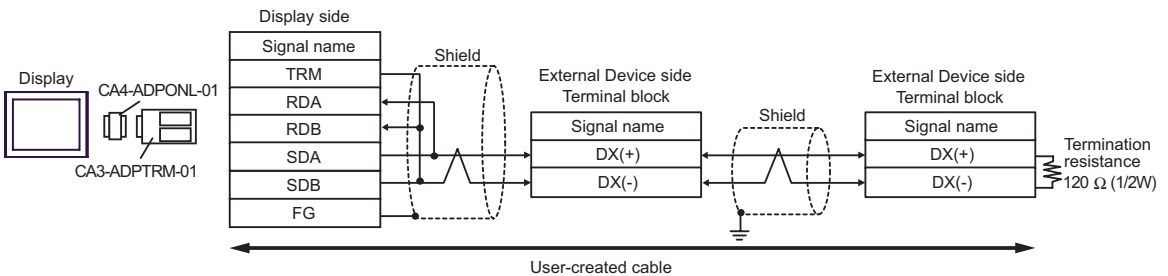 Display
CA4-ADPONL-01
CA3-ADPTRM-01
Display side
Signal name
TRM
RDA
RDB
SDA
SDB
FG
Shield
External Device side
Terminal block
Signal name
DX(+)
DX(-)
Shield
External Device side
Terminal block
Signal name
DX(+)
DX(-)
Termination
resistance
120 Ω (1/2W)
User-created cable